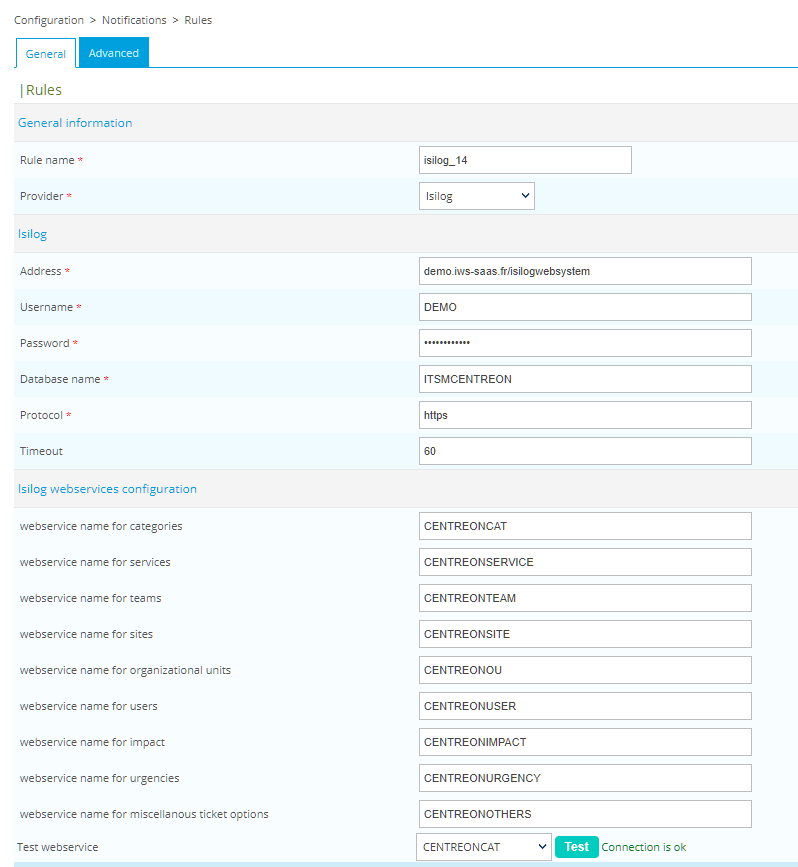 Configuration > Notifications > Rules
General Advanced
|Rules
General information
Rule name * isilog_14
Provider * Isilog
Isilog
Address * demo.iws-saas.fr/isilogwebsystem
Username * DEMO
Password * ••••••••••••
Database name * ITSMCENTREON
Protocol * https
Timeout 60
Isilog webservices configuration
webservice name for categories CENTREONCAT
webservice name for services CENTREONSERVICE
webservice name for teams CENTREONTEAM
webservice name for sites CENTREONSITE
webservice name for organizational units CENTREONOU
webservice name for users CENTREONUSER
webservice name for impact CENTREONIMPACT
webservice name for urgencies CENTREONURGENCY
webservice name for miscellanous ticket options CENTREONOTHERS
Test webservice CENTREONCAT Test Connection is ok